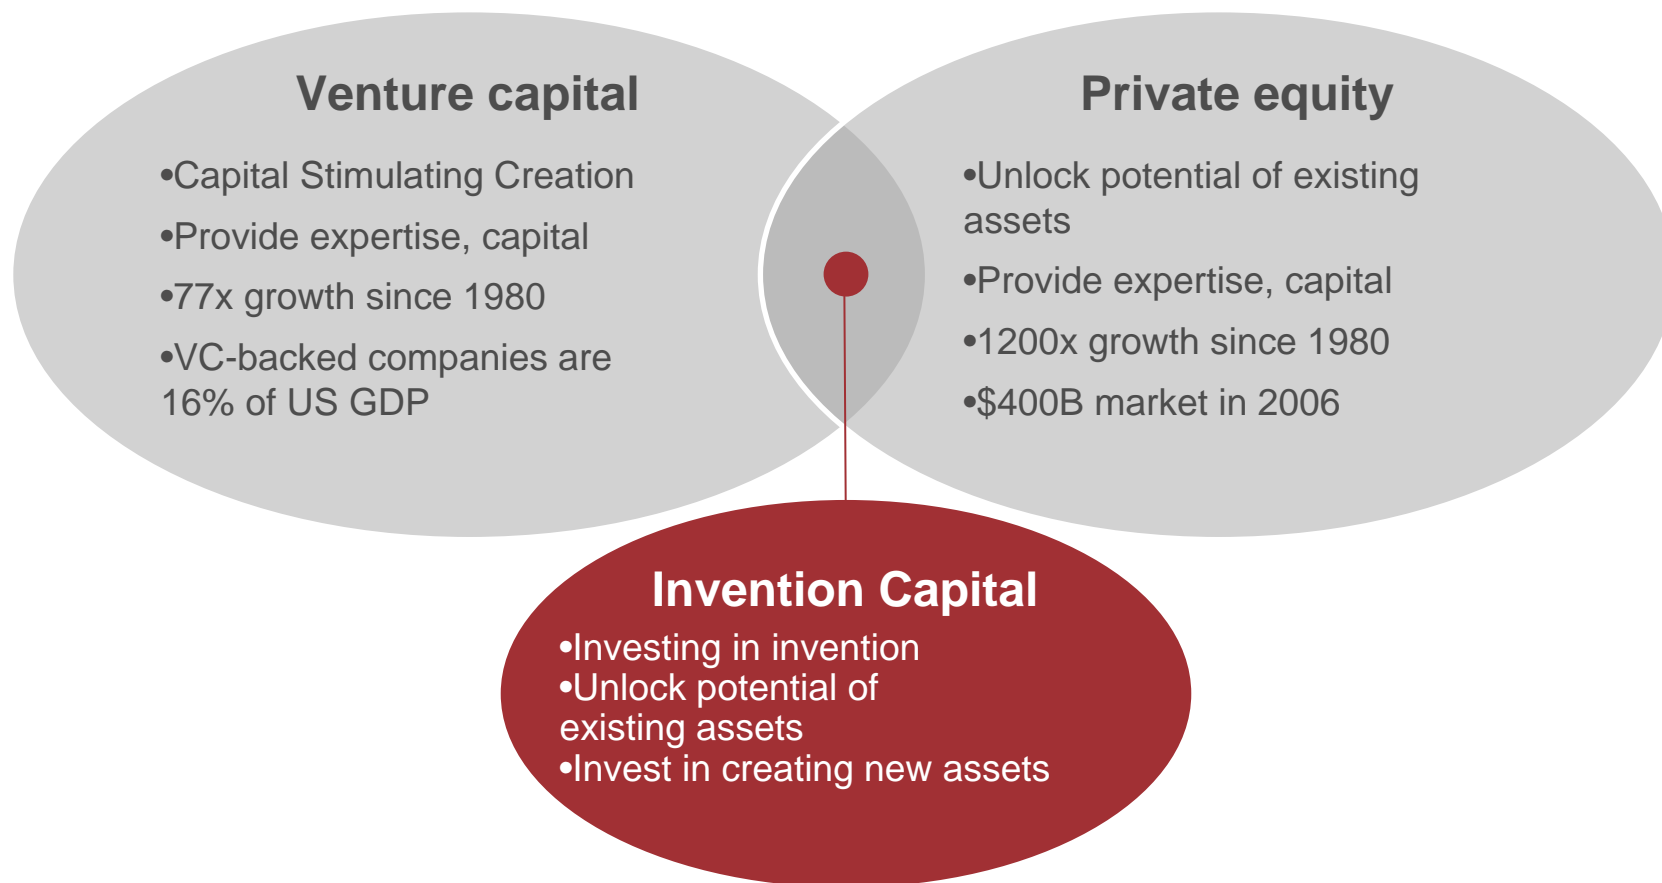 Venture capital
•Capital Stimulating Creation
•Provide expertise, capital
•77x growth since 1980
•VC-backed companies are
16% of US GDP
Private equity
•Unlock potential of existing
assets
•Provide expertise, capital
•1200x growth since 1980
•$400B market in 2006
Invention Capital
•Investing in invention
•Unlock potential of
existing assets
•Invest in creating new assets